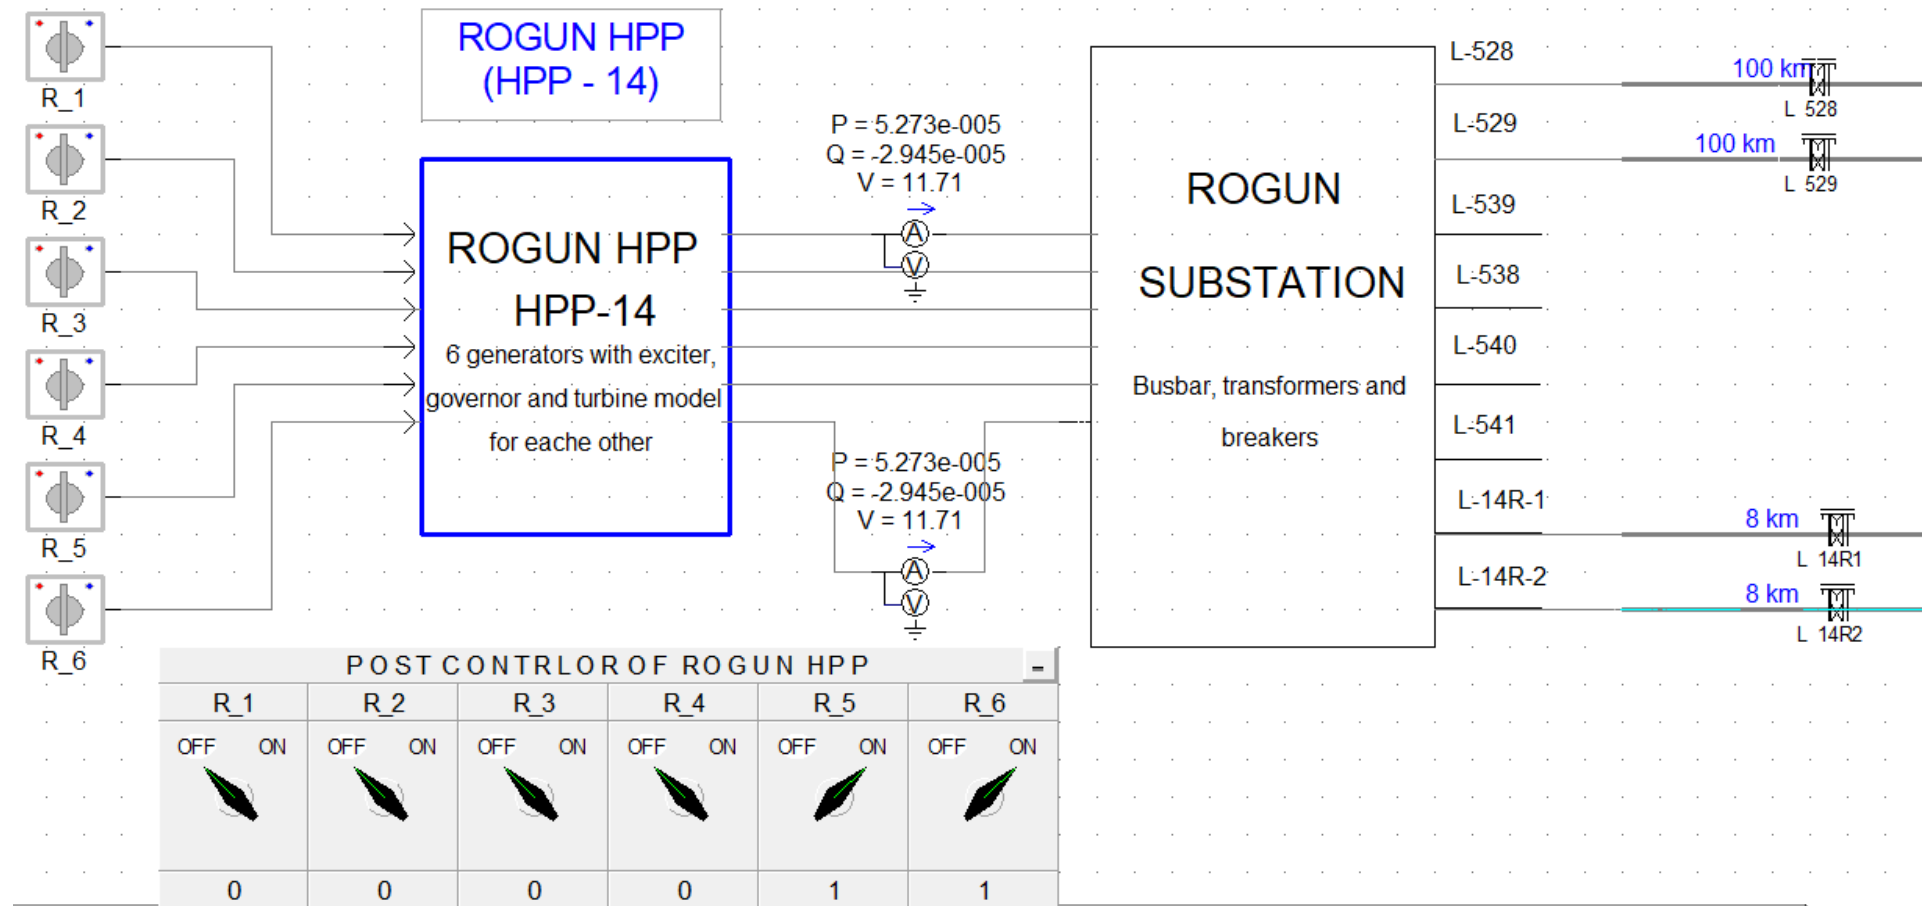 R_1
R_2
R_3
R_4
R_5
R_6
ROGUN HPP
(HPP - 14)
ROGUN HPP
HPP-14
6 generators with exciter,
governor and turbine model
for eache other
P = 5.273e-005
Q = -2.945e-005
V = 11.71
A
V
P = 5.273e-005
Q = -2.945e-005
V = 11.71
A
V
ROGUN
SUBSTATION
Busbar, transformers and
breakers
L-528
L-529
L-539
L-538
L-540
L-541
L-14R-1
L-14R-2
100 km
L 528
100 km
L 529
8 km
L 14R1
8 km
L 14R2
POST CONTRLOR OF ROGUN HPP
-
R_1 R_2 R_3 R_4 R_5 R_6
OFF ON OFF ON OFF ON OFF ON OFF ON OFF ON
0 0 0 0 1 1